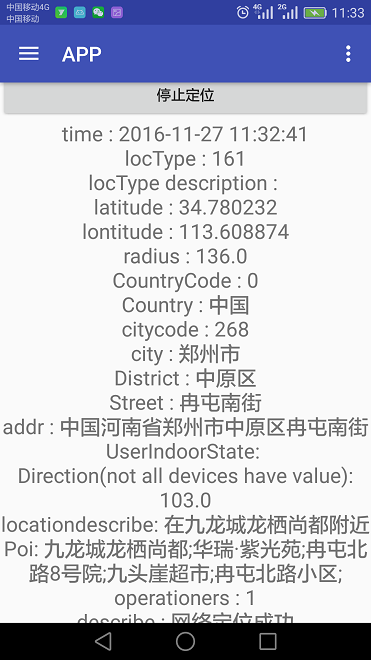 中国移动4G
中国移动
4G
2G
11:33
APP
停止定位
time : 2016-11-27 11:32:41
locType : 161
locType description :
latitude : 34.780232
lontitude : 113.608874
radius : 136.0
CountryCode : 0
Country : 中国
citycode : 268
city : 郑州市
District : 中原区
Street : 冉屯南街
addr : 中国河南省郑州市中原区冉屯南街
UserIndoorState:
Direction(not all devices have value):
103.0
locationdescribe: 在九龙城龙栖尚都附近
Poi: 九龙城龙栖尚都;华瑞·紫光苑;冉屯北
路8号院;九头崖超市;冉屯北路小区;
operationers : 1
describe : 网络定位成功